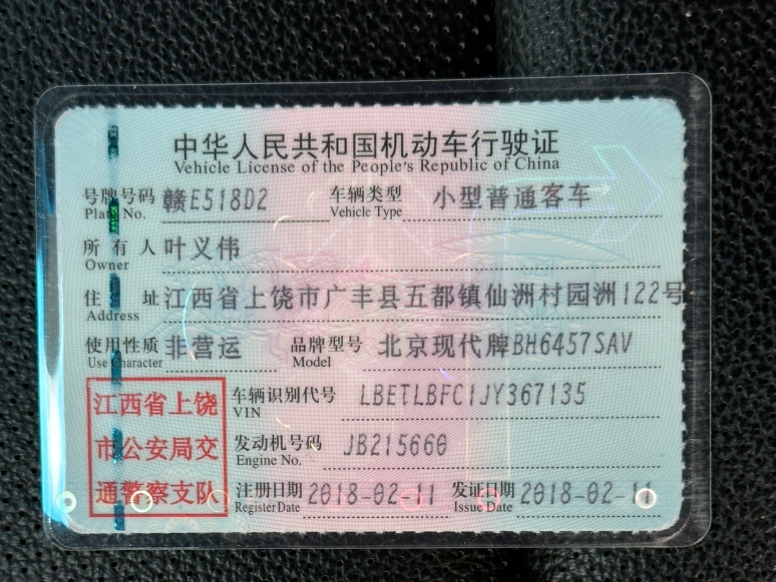 中华人民共和国机动车行驶证
Vehicle License of the People's Republic of China
号牌号码 赣E518D2 车辆类型 小型普通客车
Plate No. Vehicle Type
所有人 叶义伟
Owner
住址 江西省上饶市广丰县五都镇仙洲村园洲122号
Address
使用性质 非营运 品牌型号 北京现代牌BH6457SAV
Use Character Model
江西省上饶
市公安局交
通警察支队
车辆识别代号 LBETLBFC1JY367135
VIN
发动机号码 JB215660
Engine No.
注册日期 2018-02-11 发证日期 2018-02-11
Register Date Issue Date